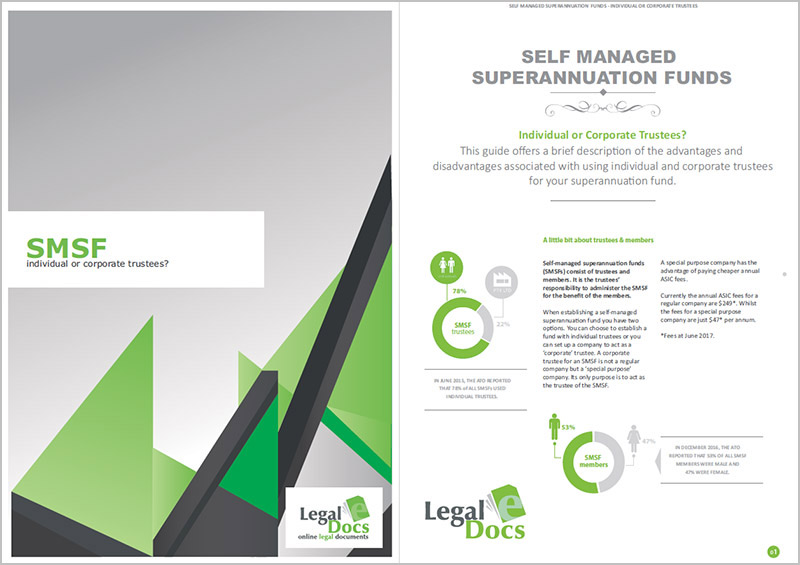 SMSF
individual or corporate trustees?
Legal
Docs
online legal documents
SELF MANAGED SUPERANNUATION FUNDS - INDIVIDUAL OR CORPORATE TRUSTEES
SELF MANAGED
SUPERANNUATION FUNDS
Individual or Corporate Trustees?
This guide offers a brief description of the advantages and
disadvantages associated with using individual and corporate trustees
for your superannuation fund.
A little bit about trustees & members
78%
PTY LTD
SMSF
trustees
22%
IN JUNE 2015, THE ATO REPORTED
THAT 78% OF ALL SMSFs USED
INDIVIDUAL TRUSTEES.
Self-managed superannuation funds
(SMSFs) consist of trustees and
members. It is the trustees'
responsibility to administer the SMSF
for the benefit of the members.
When establishing a self-managed
superannuation fund you have two
options. You can choose to establish a
fund with individual trustees or you
can set up a company to act as a
'corporate' trustee. A corporate
trustee for an SMSF is not a regular
company but a 'special purpose'
company. Its only purpose is to act as
the trustee of the SMSF.
A special purpose company has the
advantage of paying cheaper annual
ASIC fees.
Currently the annual ASIC fees for a
regular company are $249*. Whilst
the fees for a special purpose
company are just $47* per annum.
*Fees at June 2017.
53%
SMSF
members
47%
IN DECEMBER 2016, THE ATO
REPORTED THAT 53% OF ALL SMSF
MEMBERS WERE MALE AND
47% WERE FEMALE.
Legal e
Docs
01